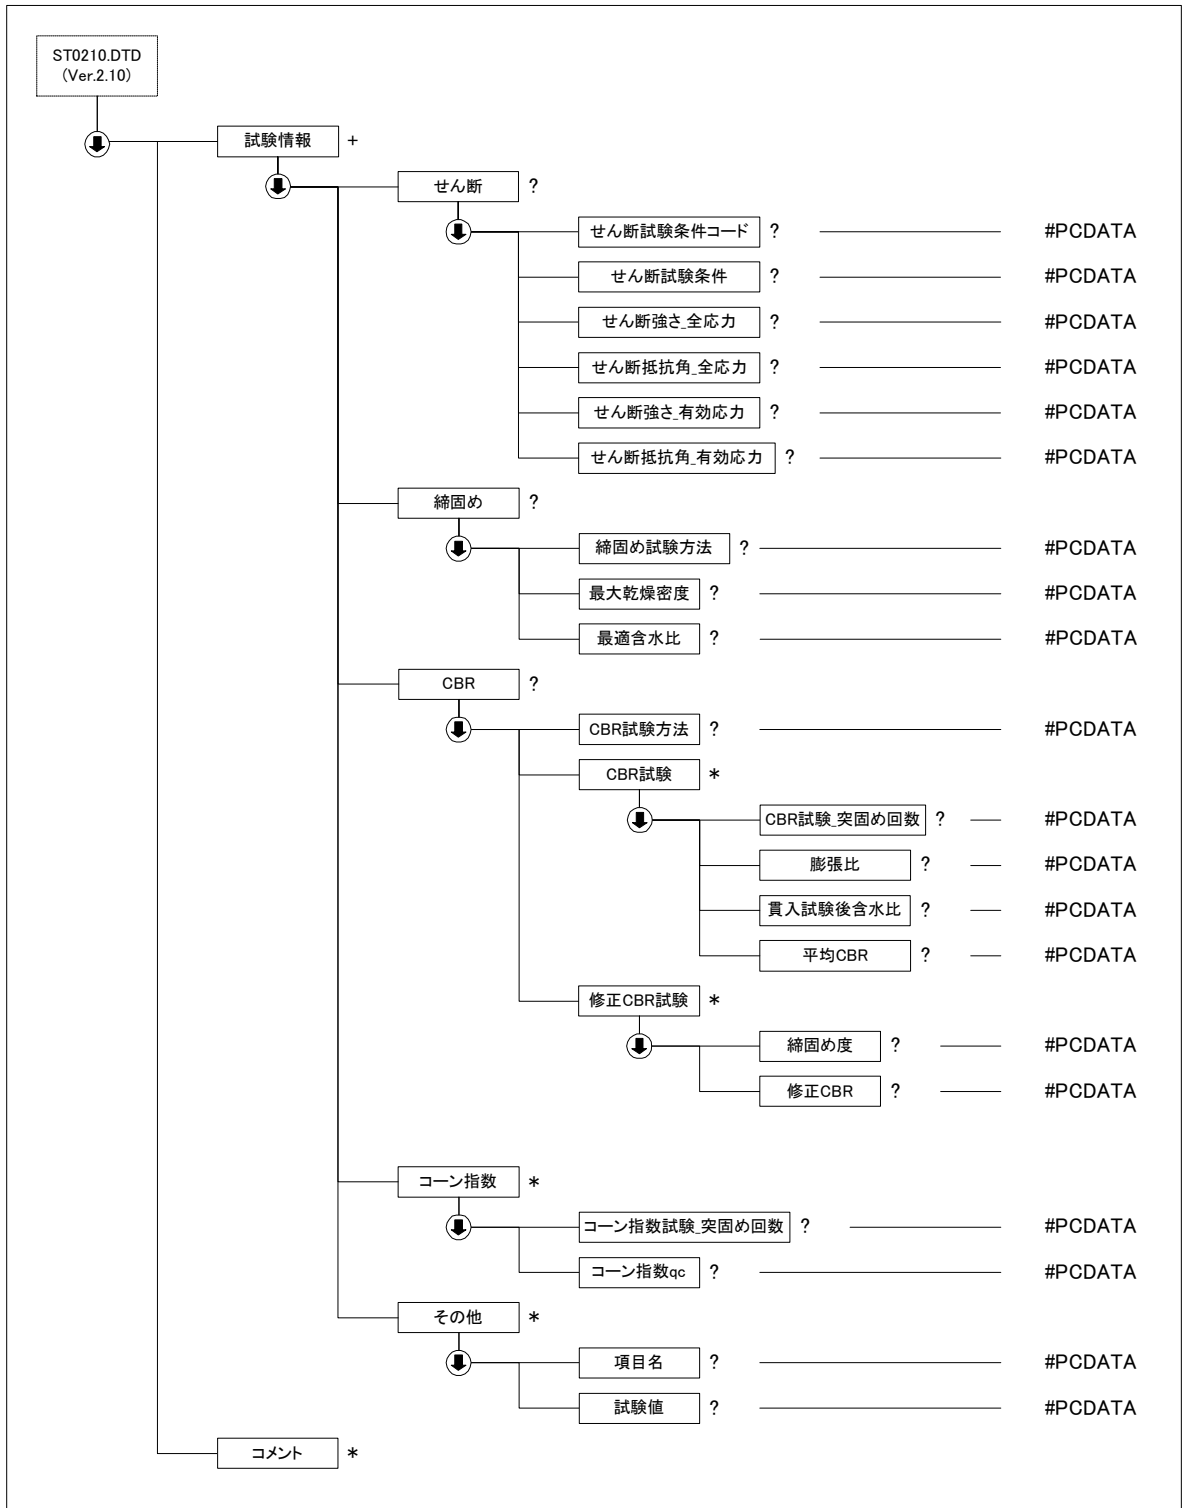 ST0210.DTD
(Ver.2.10)
試験情報 +
せん断 ?
せん断試験条件コード ? #PCDATA
せん断試験条件 ? #PCDATA
せん断強さ_全応力 ? #PCDATA
せん断抵抗角_全応力 ? #PCDATA
せん断強さ_有効応力 ? #PCDATA
せん断抵抗角_有効応力 ? #PCDATA
締固め ?
締固め試験方法 ? #PCDATA
最大乾燥密度 ? #PCDATA
最適含水比 ? #PCDATA
CBR ?
CBR試験方法 ? #PCDATA
CBR試験 *
CBR試験_突固め回数 ? #PCDATA
膨張比 ? #PCDATA
貫入試験後含水比 ? #PCDATA
平均CBR ? #PCDATA
修正CBR試験 *
締固め度 ? #PCDATA
修正CBR ? #PCDATA
コーン指数 *
コーン指数試験_突固め回数 ? #PCDATA
コーン指数qc ? #PCDATA
その他 *
項目名 ? #PCDATA
試験値 ? #PCDATA
コメント *